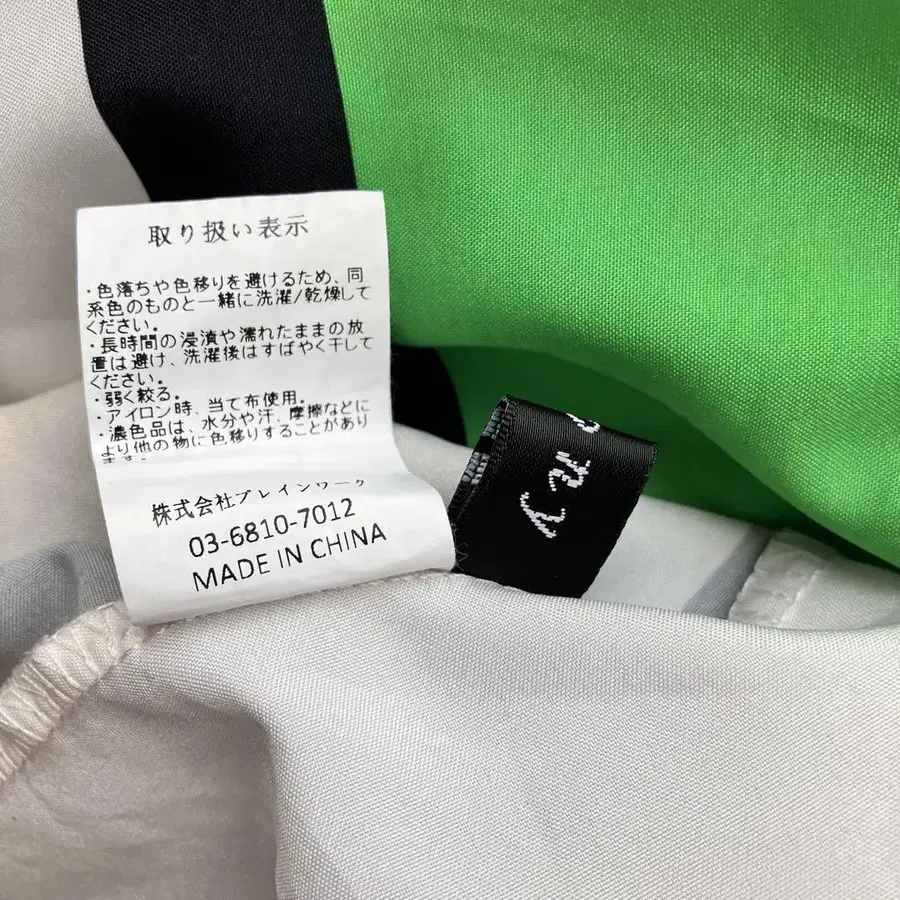 取り扱い表示
・色落ちや色移りを避けるため、同
系色のものと一緒に洗濯/乾燥して
ください。
・長時間の浸漬や濡れたままの放
置は避け、洗濯後はすばやく干して
ください。
・弱く絞る。
・アイロン時、当て布使用。
・濃色品は、水分や汗、摩擦などに
より他の物に色移りすることがあり
ます。
株式会社ブレインワーク
03-6810-7012
MADE IN CHINA
ny